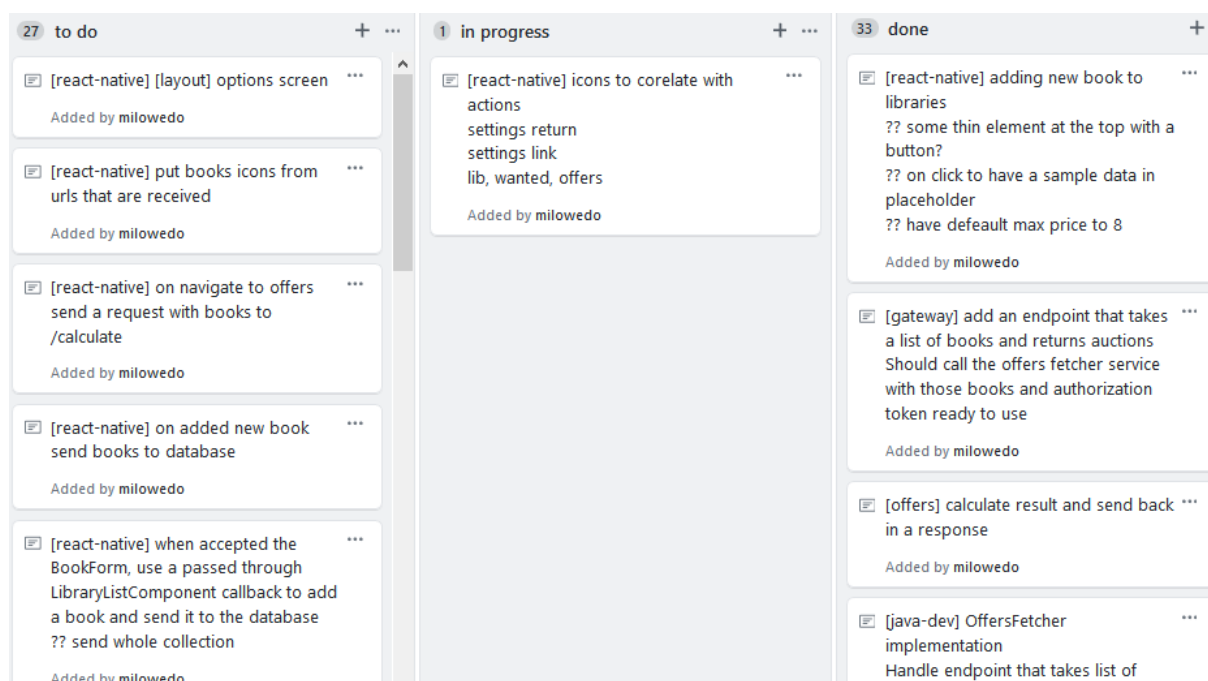 27 to do
[react-native] [layout] options screen
Added by milowedo
[react-native] put books icons from
urls that are received
Added by milowedo
[react-native] on navigate to offers
send a request with books to
/calculate
Added by milowedo
[react-native] on added new book
send books to database
Added by milowedo
[react-native] when accepted the
BookForm, use a passed through
LibraryListComponent callback to add
a book and send it to the database
?? send whole collection
Added by milowedo
1 in progress
[react-native] icons to corelate with
actions
settings return
settings link
lib, wanted, offers
Added by milowedo
33 done
[react-native] adding new book to
libraries
?? some thin element at the top with a
button?
?? on click to have a sample data in
placeholder
?? have defeault max price to 8
Added by milowedo
[gateway] add an endpoint that takes
a list of books and returns auctions
Should call the offers fetcher service
with those books and authorization
token ready to use
Added by milowedo
[offers] calculate result and send back
in a response
Added by milowedo
[java-dev] OffersFetcher
implementation
Handle endpoint that takes list of